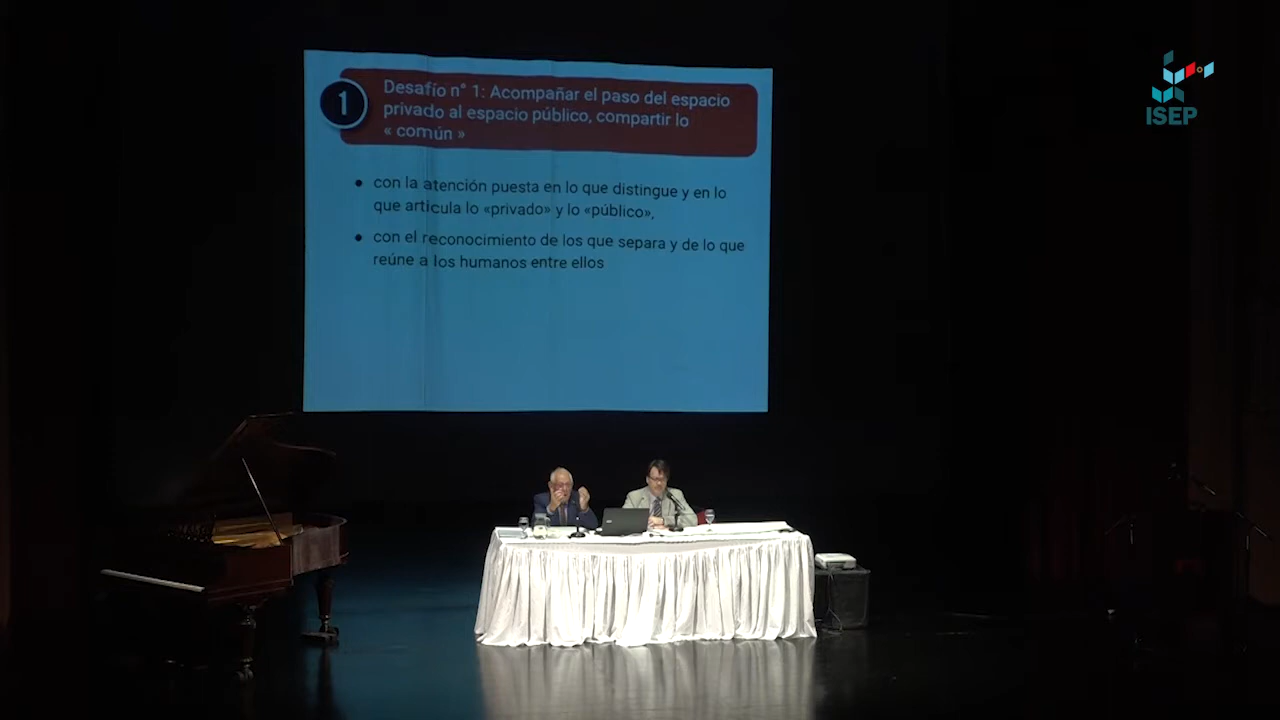 1
Desafío n° 1: Acompañar el paso del espacio
privado al espacio público, compartir lo
« común »
• con la atención puesta en lo que distingue y en lo
que articula lo «privado» y lo «público»,
• con el reconocimiento de los que separa y de lo que
reúne a los humanos entre ellos
ISEP